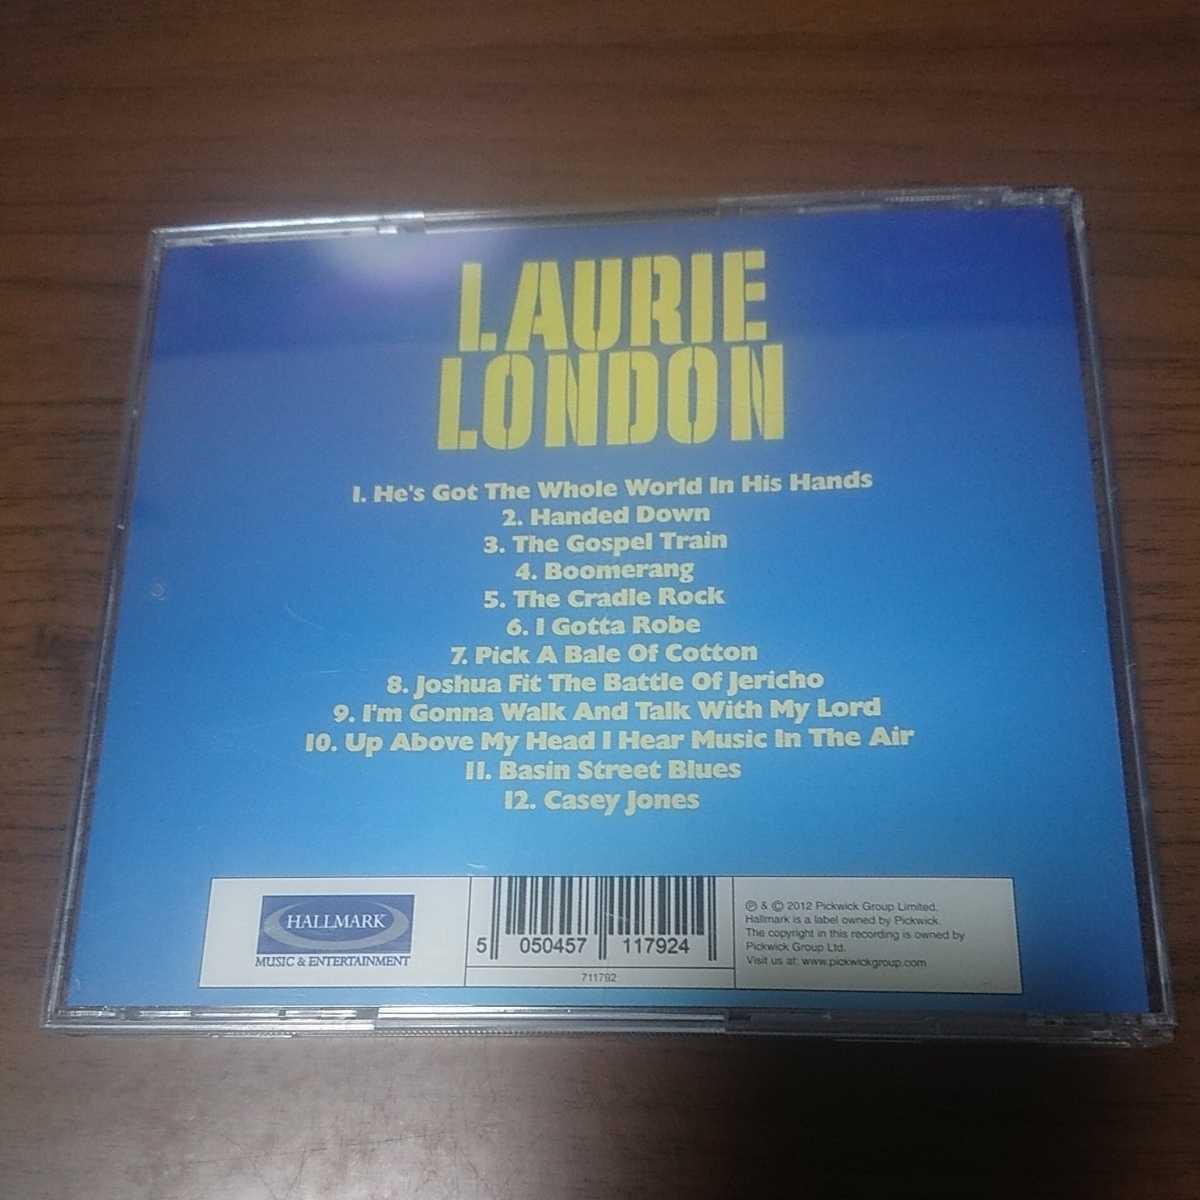 LAURIE
LONDON
1. He's Got The Whole World In His Hands
2. Handed Down
3. The Gospel Train
4. Boomerang
5. The Cradle Rock
6. I Gotta Robe
7. Pick A Bale Of Cotton
8. Joshua Fit The Battle Of Jericho
9. I'm Gonna Walk And Talk With My Lord
10. Up Above My Head I Hear Music In The Air
11. Basin Street Blues
12. Casey Jones
HALLMARK
MUSIC & ENTERTAINMENT
5 050457 117924
711792
℗ & © 2012 Pickwick Group Limited.
Hallmark is a label owned by Pickwick.
The copyright in this recording is owned by
Pickwick Group Ltd.
Visit us at: www.pickwickgroup.com